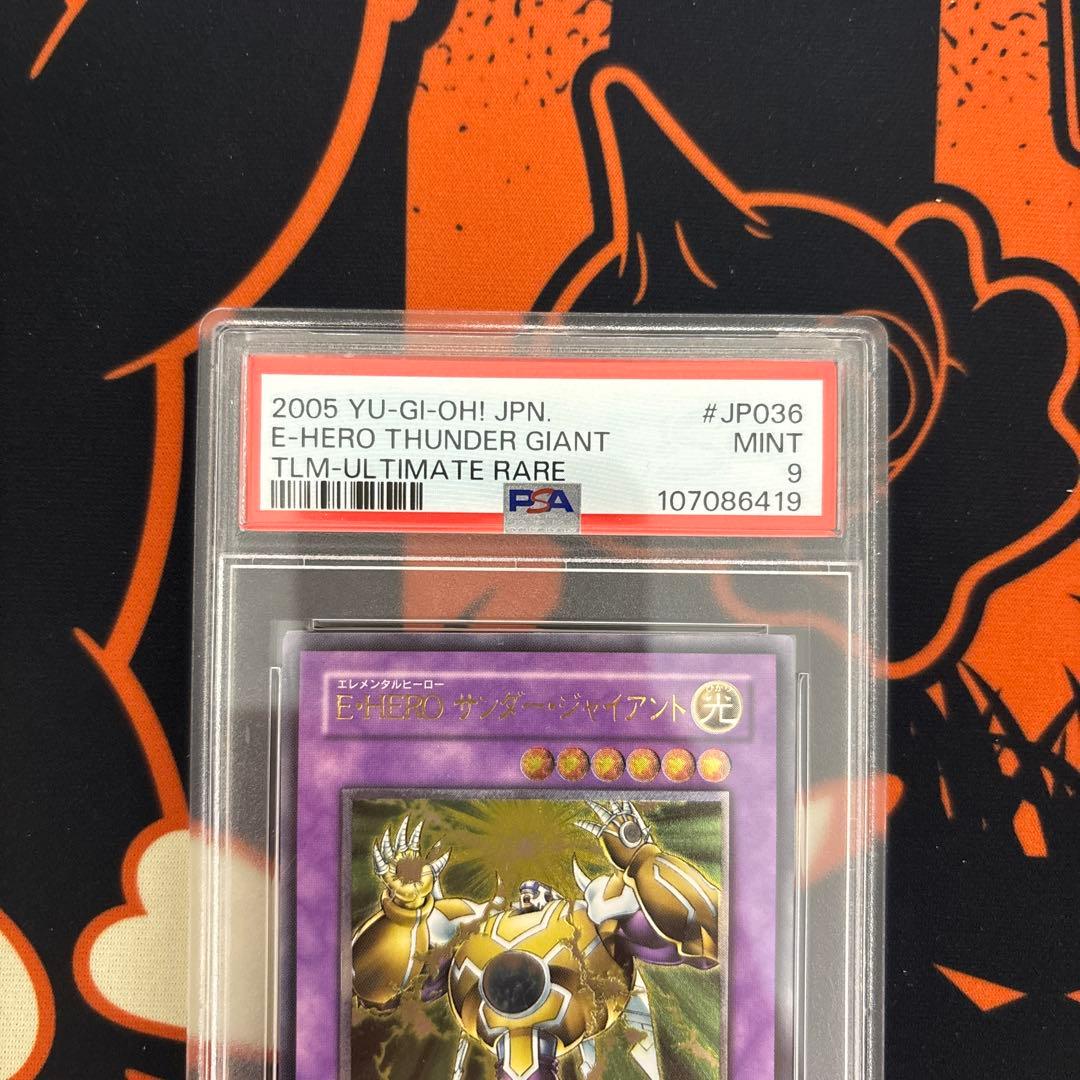 2005 YU-GI-OH! JPN. #JP036
E-HERO THUNDER GIANT MINT
TLM-ULTIMATE RARE 9
PSA 107086419
エレメンタルヒーロー
E・HERO サンダー・ジャイアント 光